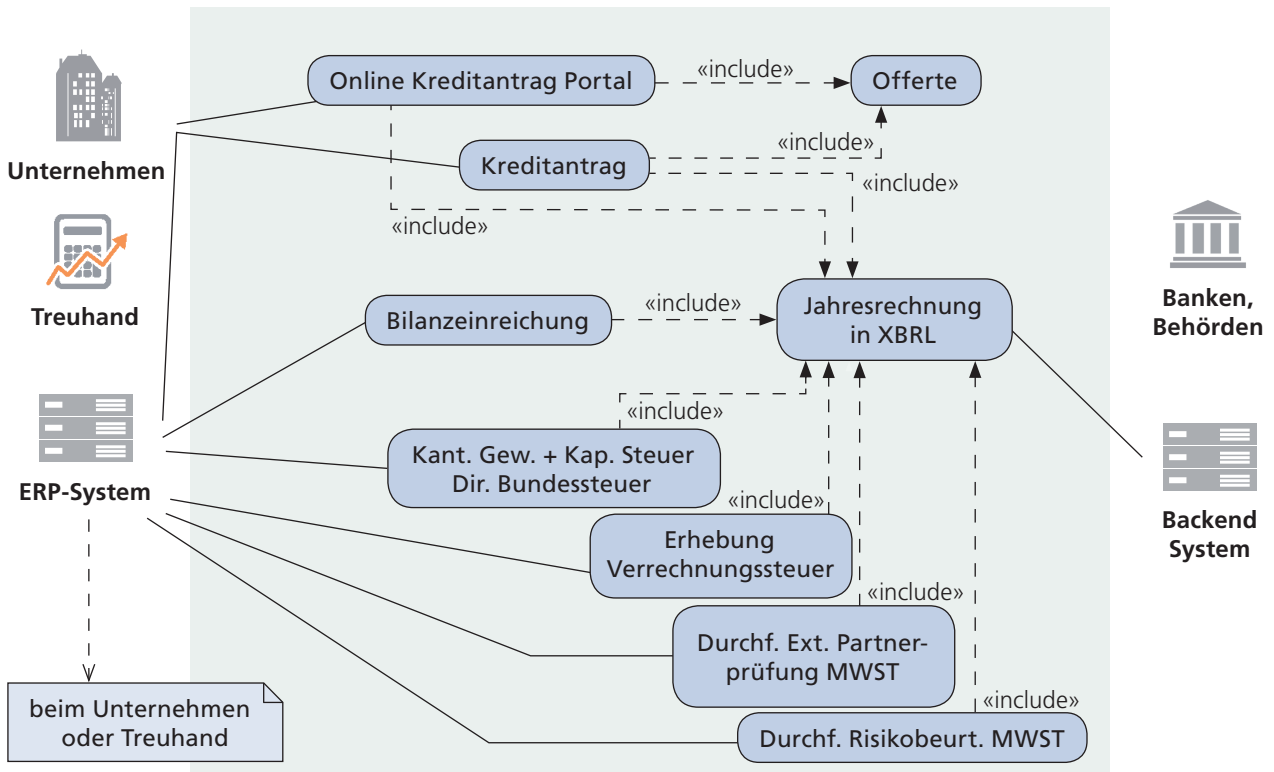 Unternehmen
Treuhand
ERP-System
beim Unternehmen
oder Treuhand
Online Kreditantrag Portal
«include»
Offerte
Kreditantrag
«include»
«include»
«include»
Bilanzeinreichung
«include»
Jahresrechnung
in XBRL
«include»
Kant. Gew. + Kap. Steuer
Dir. Bundessteuer
«include»
Erhebung
Verrechnungssteuer
«include»
Durchf. Ext. Partner-
prüfung MWST
«include»
Durchf. Risikobeurt. MWST
Banken,
Behörden
Backend
System